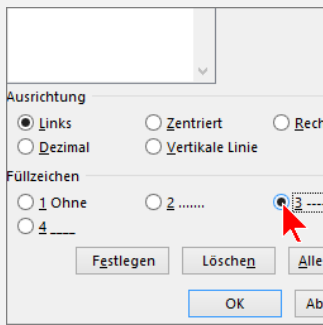 Ausrichtung
Links Zentriert Rech
Dezimal Vertikale Linie
Füllzeichen
1 Ohne 2 ....... 3 ----
4 ____
Festlegen Löschen Alle
OK Ab